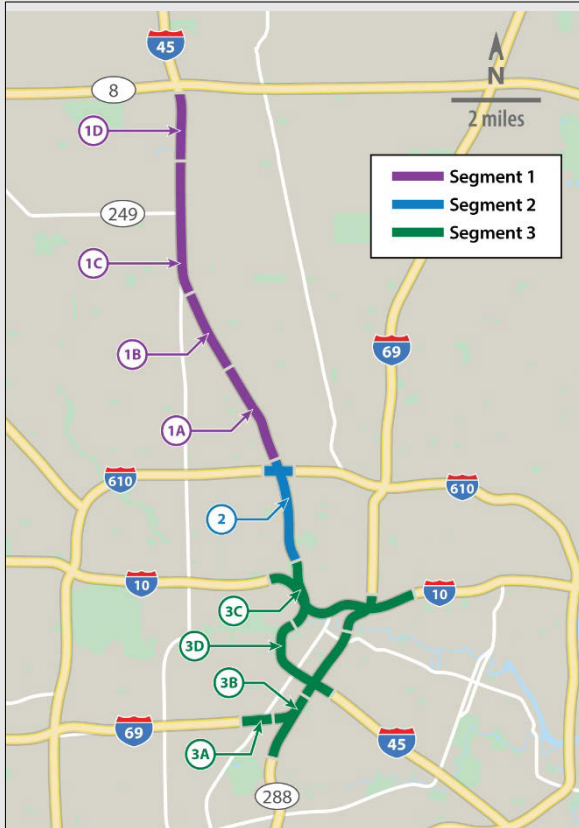 45
N
8
2 miles
1D
Segment 1
Segment 2
Segment 3
249
1C
69
1B
1A
610
610
2
10
10
3C
3D
3B
69
3A
45
288